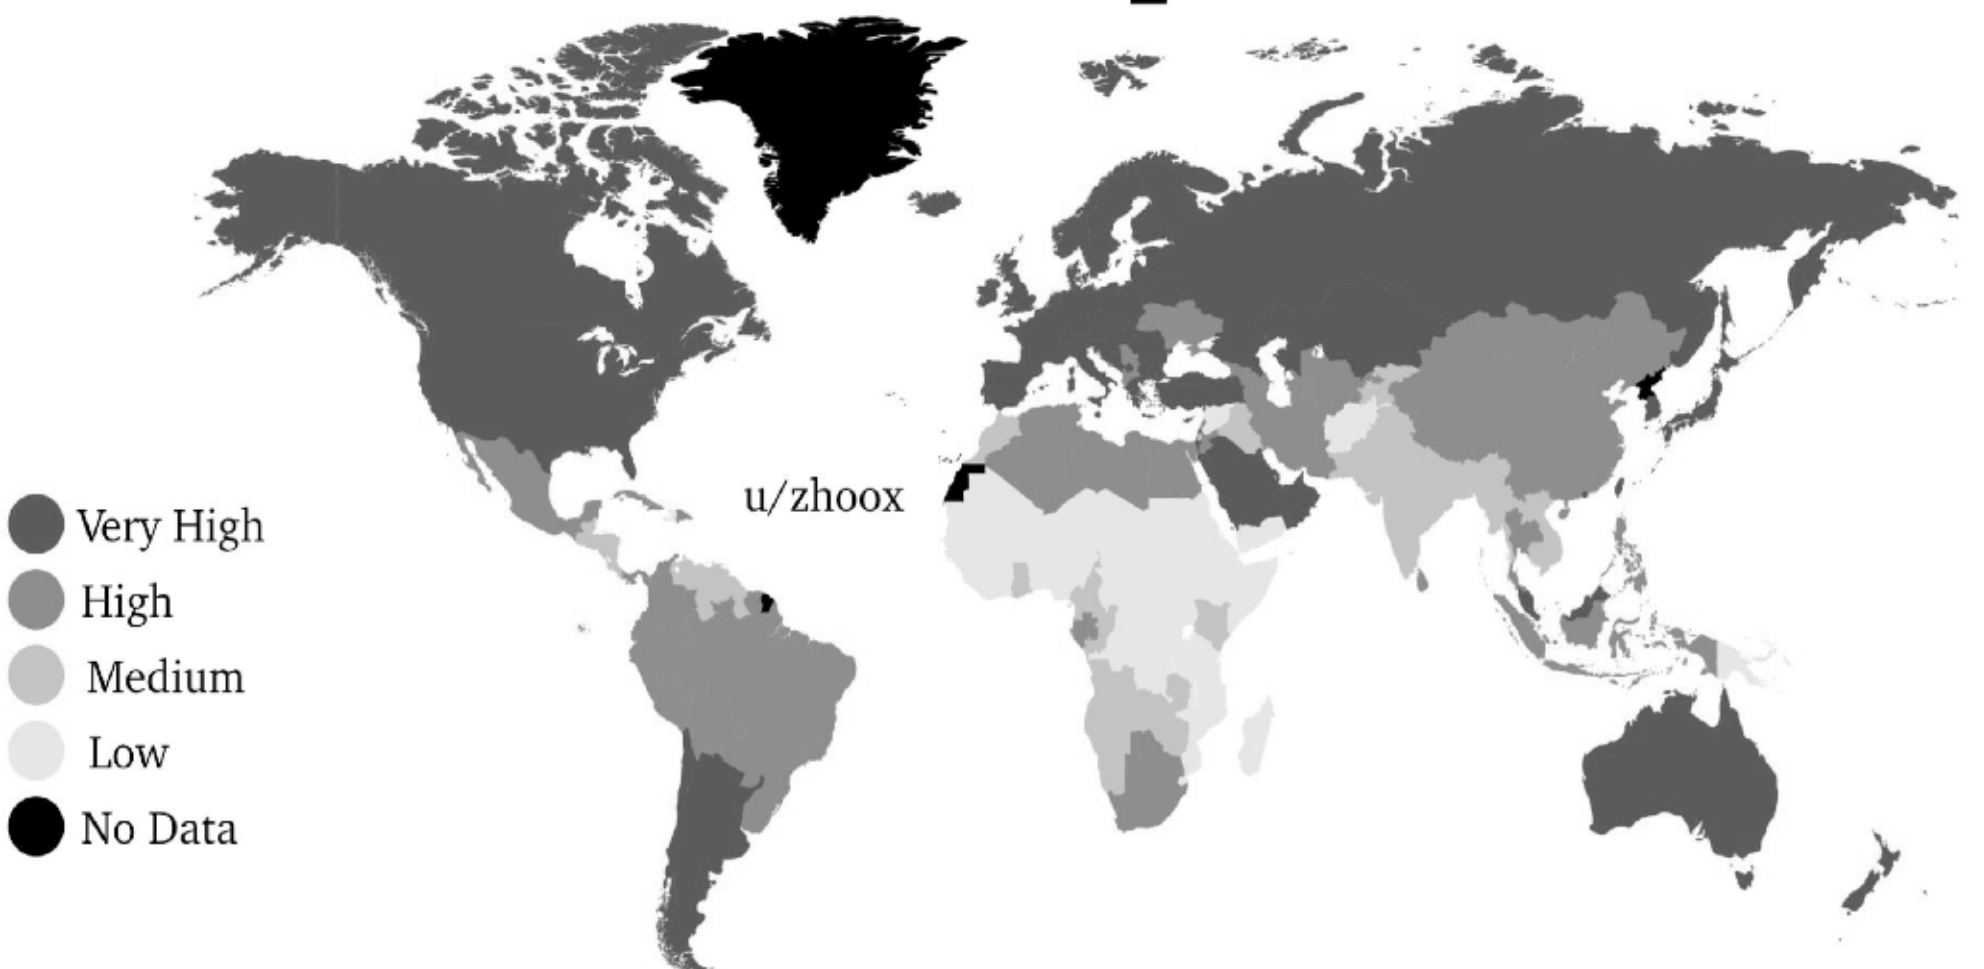 u/zhoox
Very High
High
Medium
Low
No Data